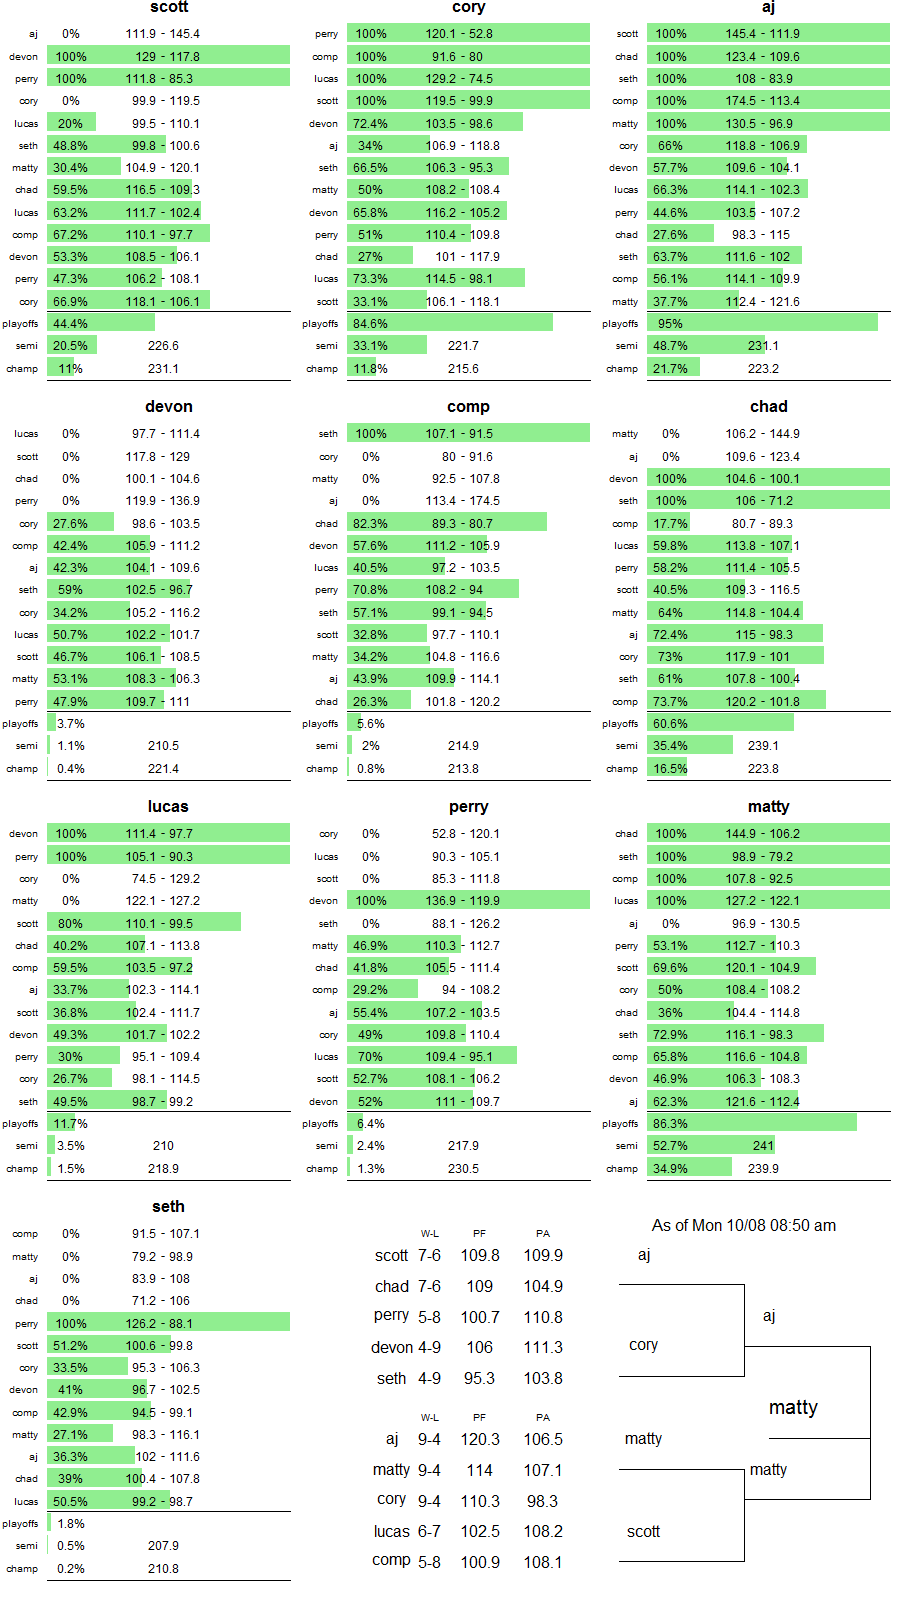 scott
aj 0% 111.9 - 145.4
devon 100% 129 - 117.8
perry 100% 111.8 - 85.3
cory 0% 99.9 - 119.5
lucas 20% 99.5 - 110.1
seth 48.8% 99.8 - 100.6
matty 30.4% 104.9 - 120.1
chad 59.5% 116.5 - 109.3
lucas 63.2% 111.7 - 102.4
comp 67.2% 110.1 - 97.7
devon 53.3% 108.5 - 106.1
perry 47.3% 106.2 - 108.1
cory 66.9% 118.1 - 106.1
playoffs 44.4%
semi 20.5% 226.6
champ 11% 231.1
cory
perry 100% 120.1 - 52.8
comp 100% 91.6 - 80
lucas 100% 129.2 - 74.5
scott 100% 119.5 - 99.9
devon 72.4% 103.5 - 98.6
aj 34% 106.9 - 118.8
seth 66.5% 106.3 - 95.3
matty 50% 108.2 - 108.4
devon 65.8% 116.2 - 105.2
perry 51% 110.4 - 109.8
chad 27% 101 - 117.9
lucas 73.3% 114.5 - 98.1
scott 33.1% 106.1 - 118.1
playoffs 84.6%
semi 33.1% 221.7
champ 11.8% 215.6
aj
scott 100% 145.4 - 111.9
chad 100% 123.4 - 109.6
seth 100% 108 - 83.9
comp 100% 174.5 - 113.4
matty 100% 130.5 - 96.9
cory 66% 118.8 - 106.9
devon 57.7% 109.6 - 104.1
lucas 66.3% 114.1 - 102.3
perry 44.6% 103.5 - 107.2
chad 27.6% 98.3 - 115
seth 63.7% 111.6 - 102
comp 56.1% 114.1 - 109.9
matty 37.7% 112.4 - 121.6
playoffs 95%
semi 48.7% 231.1
champ 21.7% 223.2
devon
lucas 0% 97.7 - 111.4
scott 0% 117.8 - 129
chad 0% 100.1 - 104.6
perry 0% 119.9 - 136.9
cory 27.6% 98.6 - 103.5
comp 42.4% 105.9 - 111.2
aj 42.3% 104.1 - 109.6
seth 59% 102.5 - 96.7
cory 34.2% 105.2 - 116.2
lucas 50.7% 102.2 - 101.7
scott 46.7% 106.1 - 108.5
matty 53.1% 108.3 - 106.3
perry 47.9% 109.7 - 111
playoffs 3.7%
semi 1.1% 210.5
champ 0.4% 221.4
comp
seth 100% 107.1 - 91.5
cory 0% 80 - 91.6
matty 0% 92.5 - 107.8
aj 0% 113.4 - 174.5
chad 82.3% 89.3 - 80.7
devon 57.6% 111.2 - 105.9
lucas 40.5% 97.2 - 103.5
perry 70.8% 108.2 - 94
seth 57.1% 99.1 - 94.5
scott 32.8% 97.7 - 110.1
matty 34.2% 104.8 - 116.6
aj 43.9% 109.9 - 114.1
chad 26.3% 101.8 - 120.2
playoffs 5.6%
semi 2% 214.9
champ 0.8% 213.8
chad
matty 0% 106.2 - 144.9
aj 0% 109.6 - 123.4
devon 100% 104.6 - 100.1
seth 100% 106 - 71.2
comp 17.7% 80.7 - 89.3
lucas 59.8% 113.8 - 107.1
perry 58.2% 111.4 - 105.5
scott 40.5% 109.3 - 116.5
matty 64% 114.8 - 104.4
aj 72.4% 115 - 98.3
cory 73% 117.9 - 101
seth 61% 107.8 - 100.4
comp 73.7% 120.2 - 101.8
playoffs 60.6%
semi 35.4% 239.1
champ 16.5% 223.8
lucas
devon 100% 111.4 - 97.7
perry 100% 105.1 - 90.3
cory 0% 74.5 - 129.2
matty 0% 122.1 - 127.2
scott 80% 110.1 - 99.5
chad 40.2% 107.1 - 113.8
comp 59.5% 103.5 - 97.2
aj 33.7% 102.3 - 114.1
scott 36.8% 102.4 - 111.7
devon 49.3% 101.7 - 102.2
perry 30% 95.1 - 109.4
cory 26.7% 98.1 - 114.5
seth 49.5% 98.7 - 99.2
playoffs 11.7%
semi 3.5% 210
champ 1.5% 218.9
perry
cory 0% 52.8 - 120.1
lucas 0% 90.3 - 105.1
scott 0% 85.3 - 111.8
devon 100% 136.9 - 119.9
seth 0% 88.1 - 126.2
matty 46.9% 110.3 - 112.7
chad 41.8% 105.5 - 111.4
comp 29.2% 94 - 108.2
aj 55.4% 107.2 - 103.5
cory 49% 109.8 - 110.4
lucas 70% 109.4 - 95.1
scott 52.7% 108.1 - 106.2
devon 52% 111 - 109.7
playoffs 6.4%
semi 2.4% 217.9
champ 1.3% 230.5
matty
chad 100% 144.9 - 106.2
seth 100% 98.9 - 79.2
comp 100% 107.8 - 92.5
lucas 100% 127.2 - 122.1
aj 0% 96.9 - 130.5
perry 53.1% 112.7 - 110.3
scott 69.6% 120.1 - 104.9
cory 50% 108.4 - 108.2
chad 36% 104.4 - 114.8
seth 72.9% 116.1 - 98.3
comp 65.8% 116.6 - 104.8
devon 46.9% 106.3 - 108.3
aj 62.3% 121.6 - 112.4
playoffs 86.3%
semi 52.7% 241
champ 34.9% 239.9
seth
comp 0% 91.5 - 107.1
matty 0% 79.2 - 98.9
aj 0% 83.9 - 108
chad 0% 71.2 - 106
perry 100% 126.2 - 88.1
scott 51.2% 100.6 - 99.8
cory 33.5% 95.3 - 106.3
devon 41% 96.7 - 102.5
comp 42.9% 94.5 - 99.1
matty 27.1% 98.3 - 116.1
aj 36.3% 102 - 111.6
chad 39% 100.4 - 107.8
lucas 50.5% 99.2 - 98.7
playoffs 1.8%
semi 0.5% 207.9
champ 0.2% 210.8
W-L PF PA
scott 7-6 109.8 109.9
chad 7-6 109 104.9
perry 5-8 100.7 110.8
devon 4-9 106 111.3
seth 4-9 95.3 103.8
W-L PF PA
aj 9-4 120.3 106.5
matty 9-4 114 107.1
cory 9-4 110.3 98.3
lucas 6-7 102.5 108.2
comp 5-8 100.9 108.1
As of Mon 10/08 08:50 am
aj
aj
cory
matty
matty
matty
scott